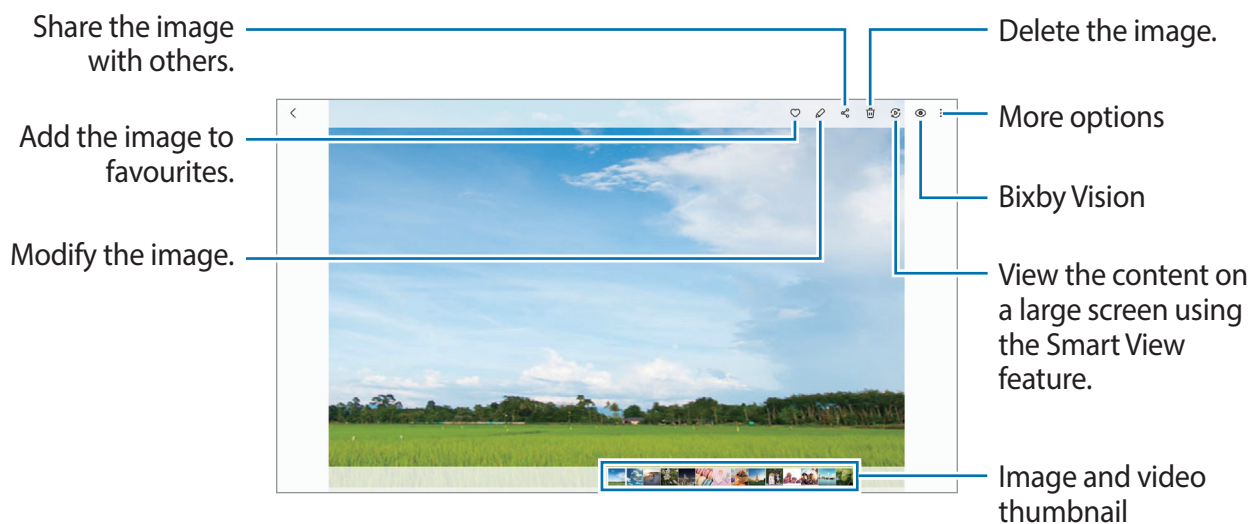 Share the image
with others.
Add the image to
favourites.
Modify the image.
Delete the image.
More options
Bixby Vision
View the content on
a large screen using
the Smart View
feature.
Image and video
thumbnail